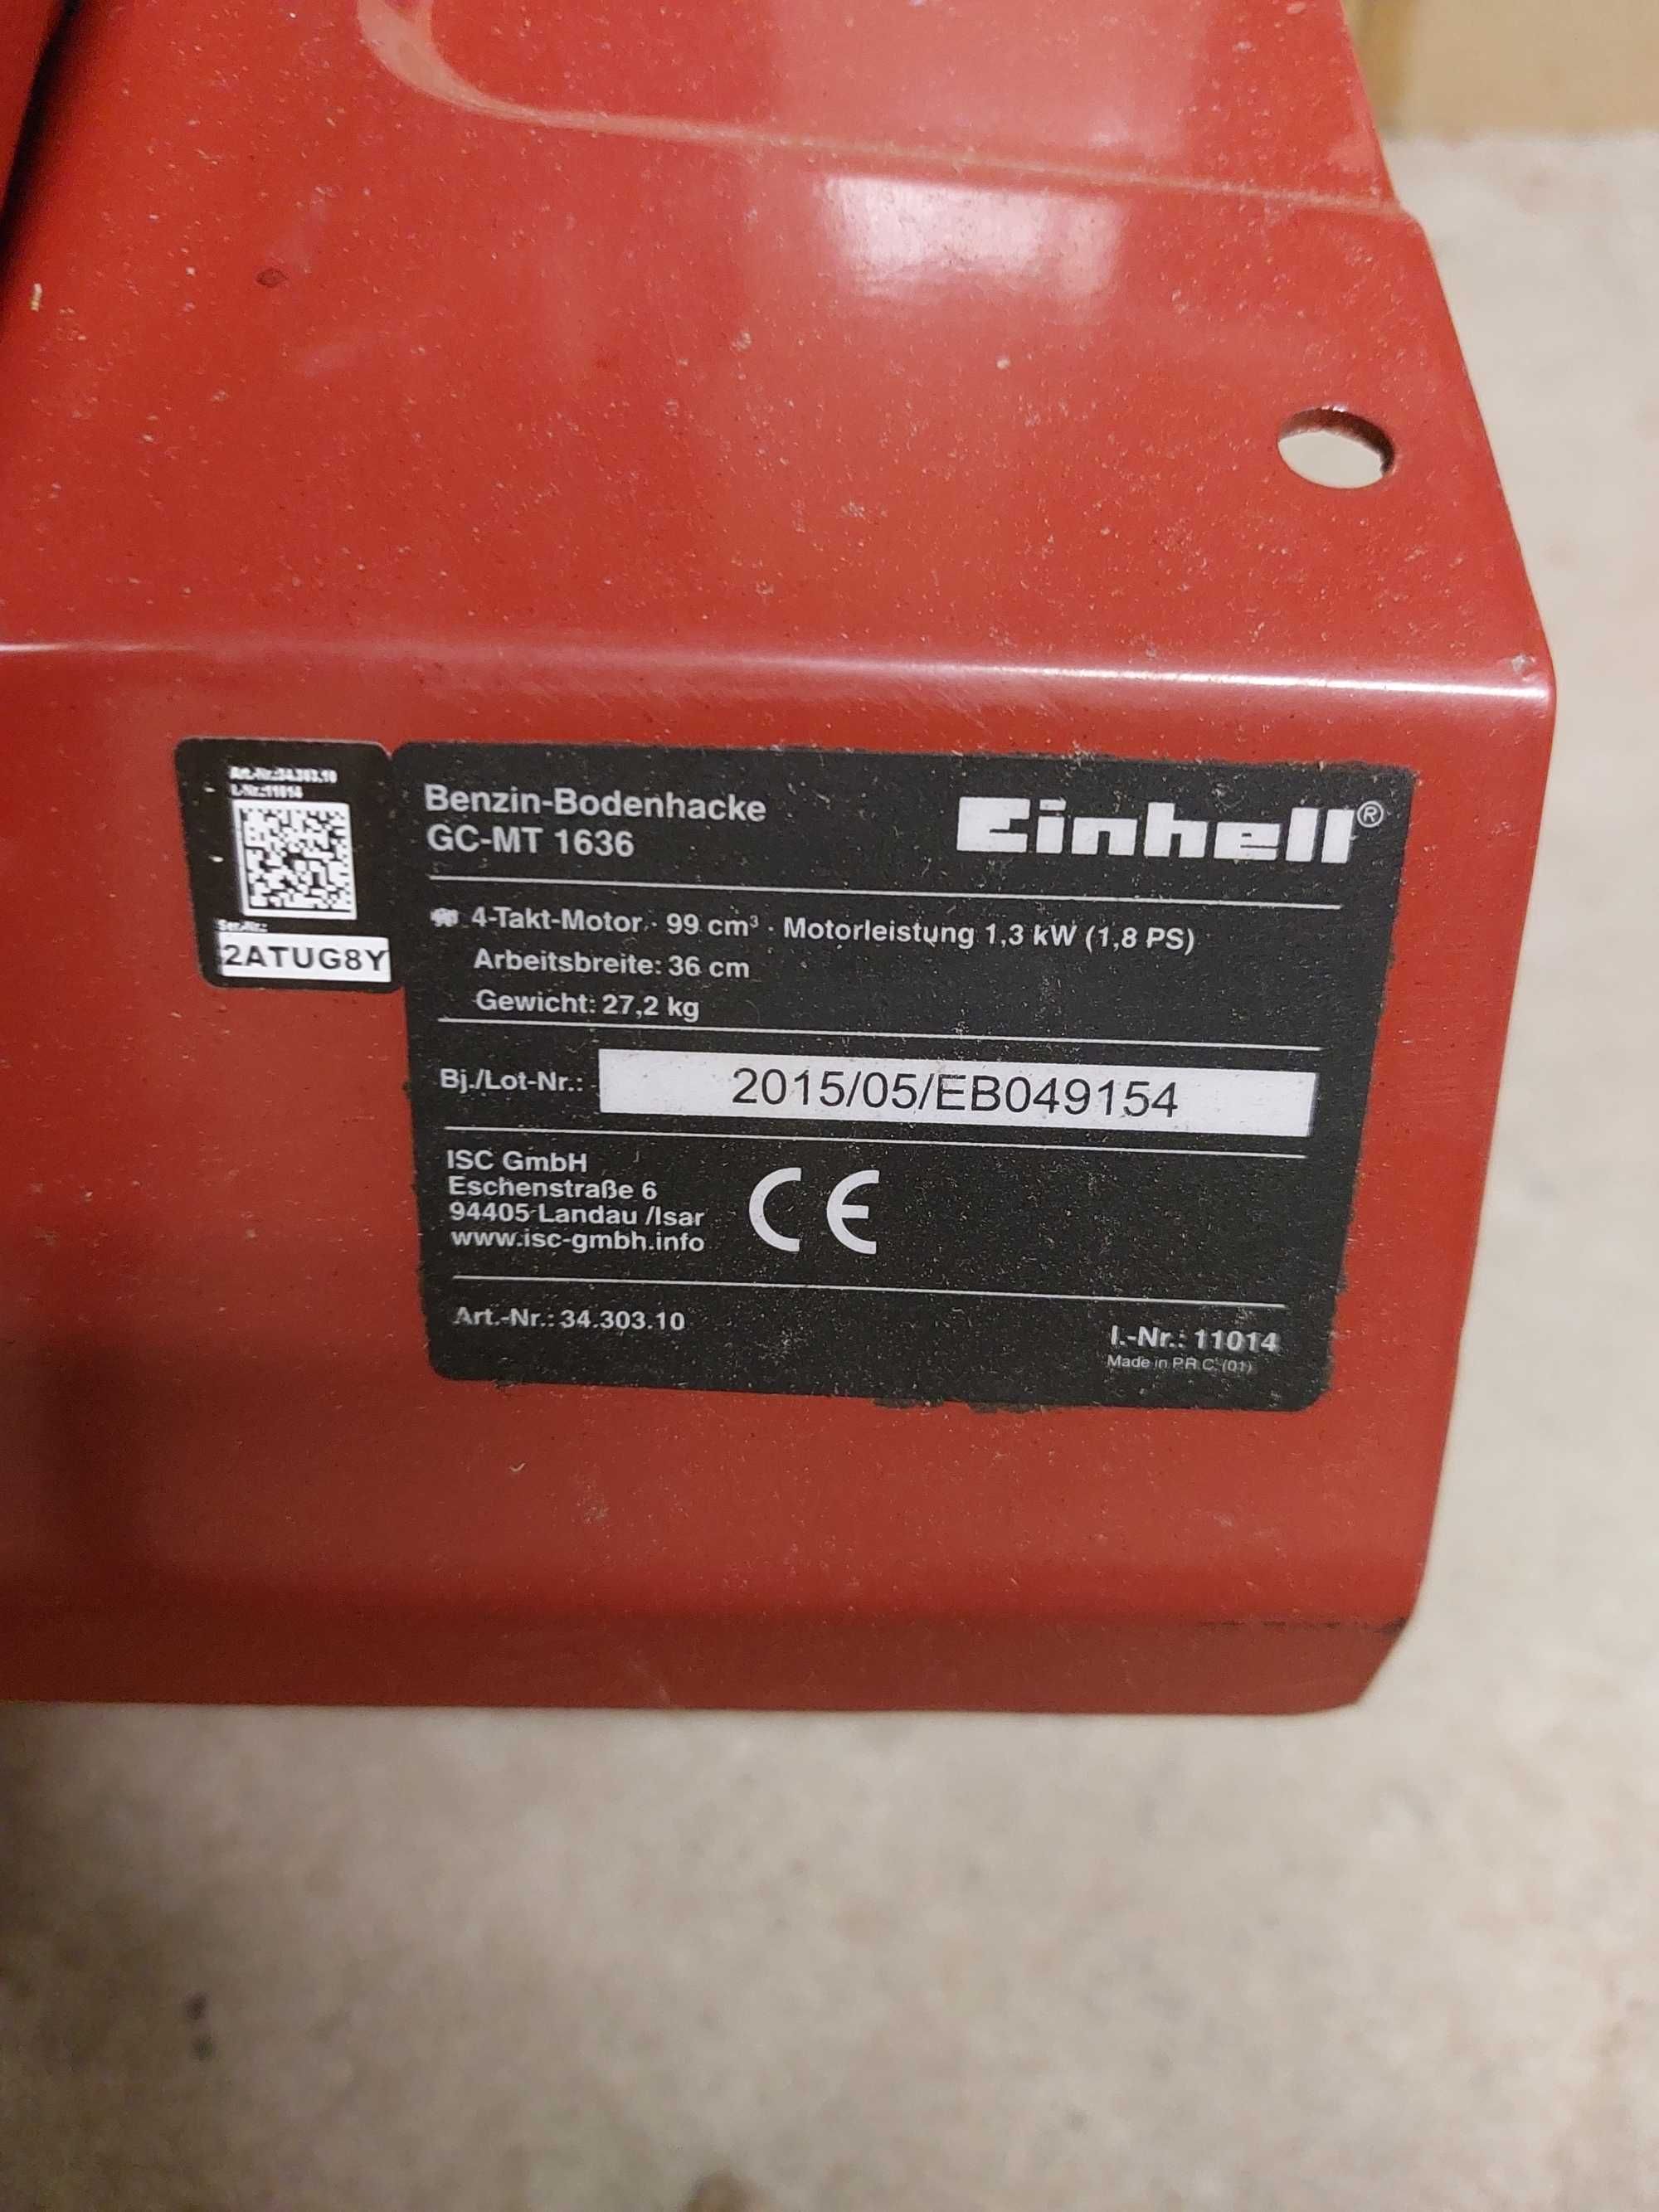 Art.-Nr.:34.303.10
I.-Nr.:11014
Ser.-Nr.:
2ATUG8Y
Benzin-Bodenhacke
GC-MT 1636
Einhell®
4-Takt-Motor · 99 cm³ · Motorleistung 1,3 kW (1,8 PS)
Arbeitsbreite: 36 cm
Gewicht: 27,2 kg
Bj./Lot-Nr.: 2015/05/EB049154
ISC GmbH
Eschenstraße 6
94405 Landau /Isar
www.isc-gmbh.info
CE
Art.-Nr.: 34.303.10
I.-Nr.: 11014
Made in P.R.C. (01)